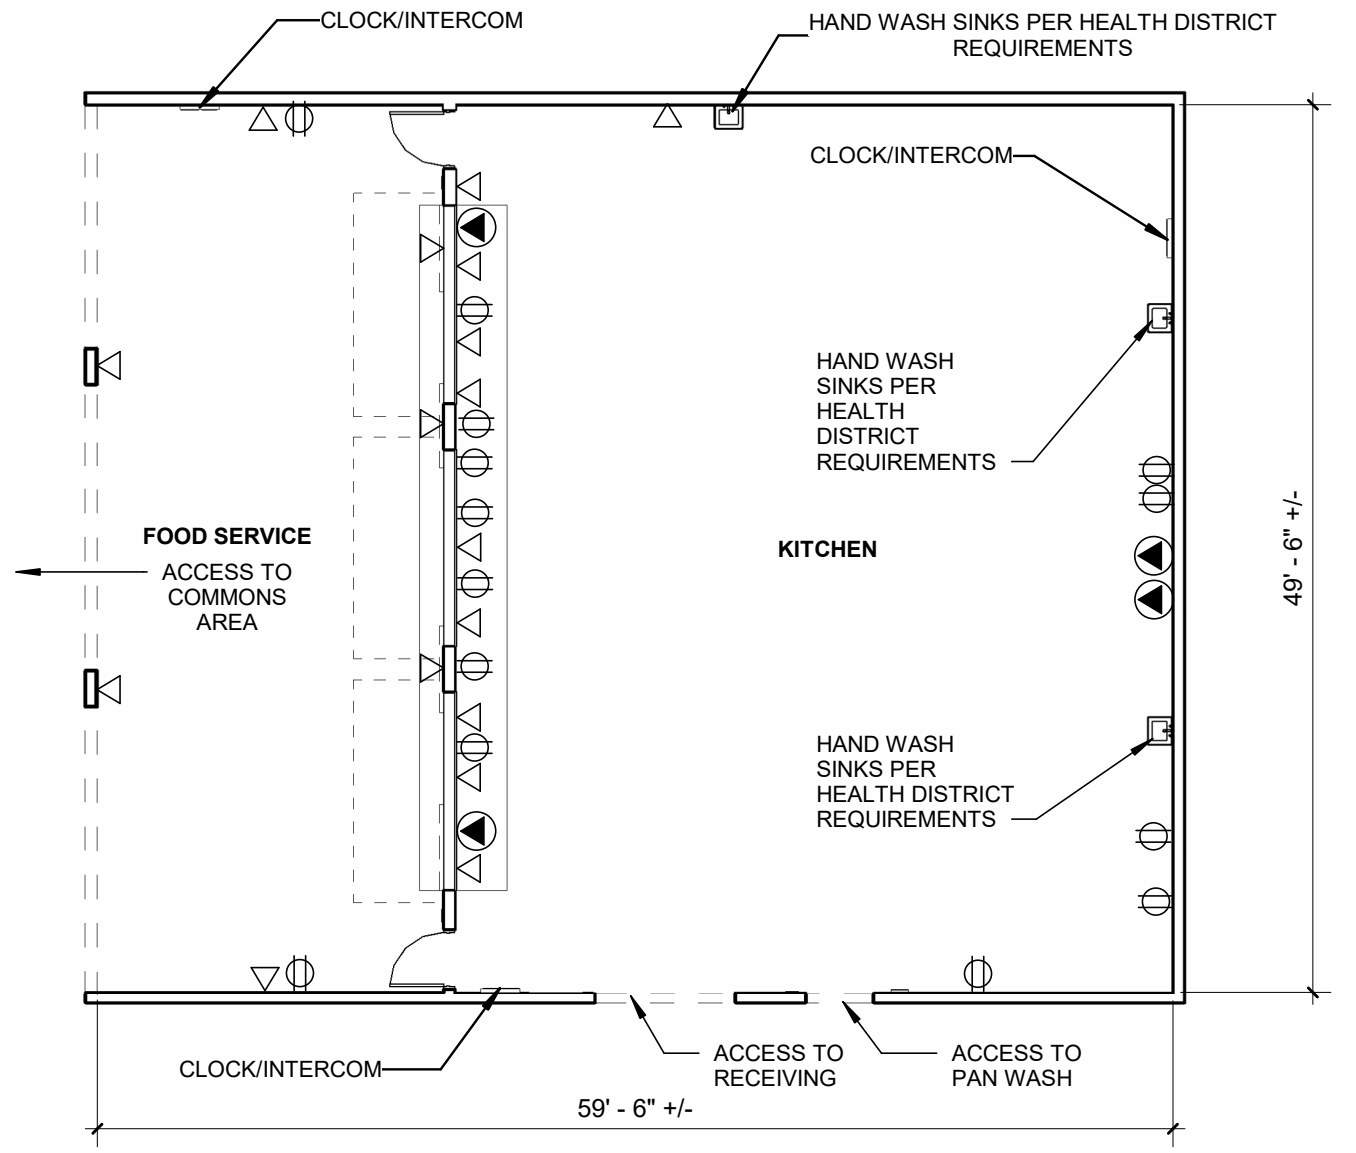 CLOCK/INTERCOM
HAND WASH SINKS PER HEALTH DISTRICT
REQUIREMENTS
CLOCK/INTERCOM
HAND WASH
SINKS PER
HEALTH
DISTRICT
REQUIREMENTS
49' - 6" +/-
FOOD SERVICE
ACCESS TO
COMMONS
AREA
KITCHEN
HAND WASH
SINKS PER
HEALTH DISTRICT
REQUIREMENTS
CLOCK/INTERCOM
ACCESS TO
RECEIVING
ACCESS TO
PAN WASH
59' - 6" +/-